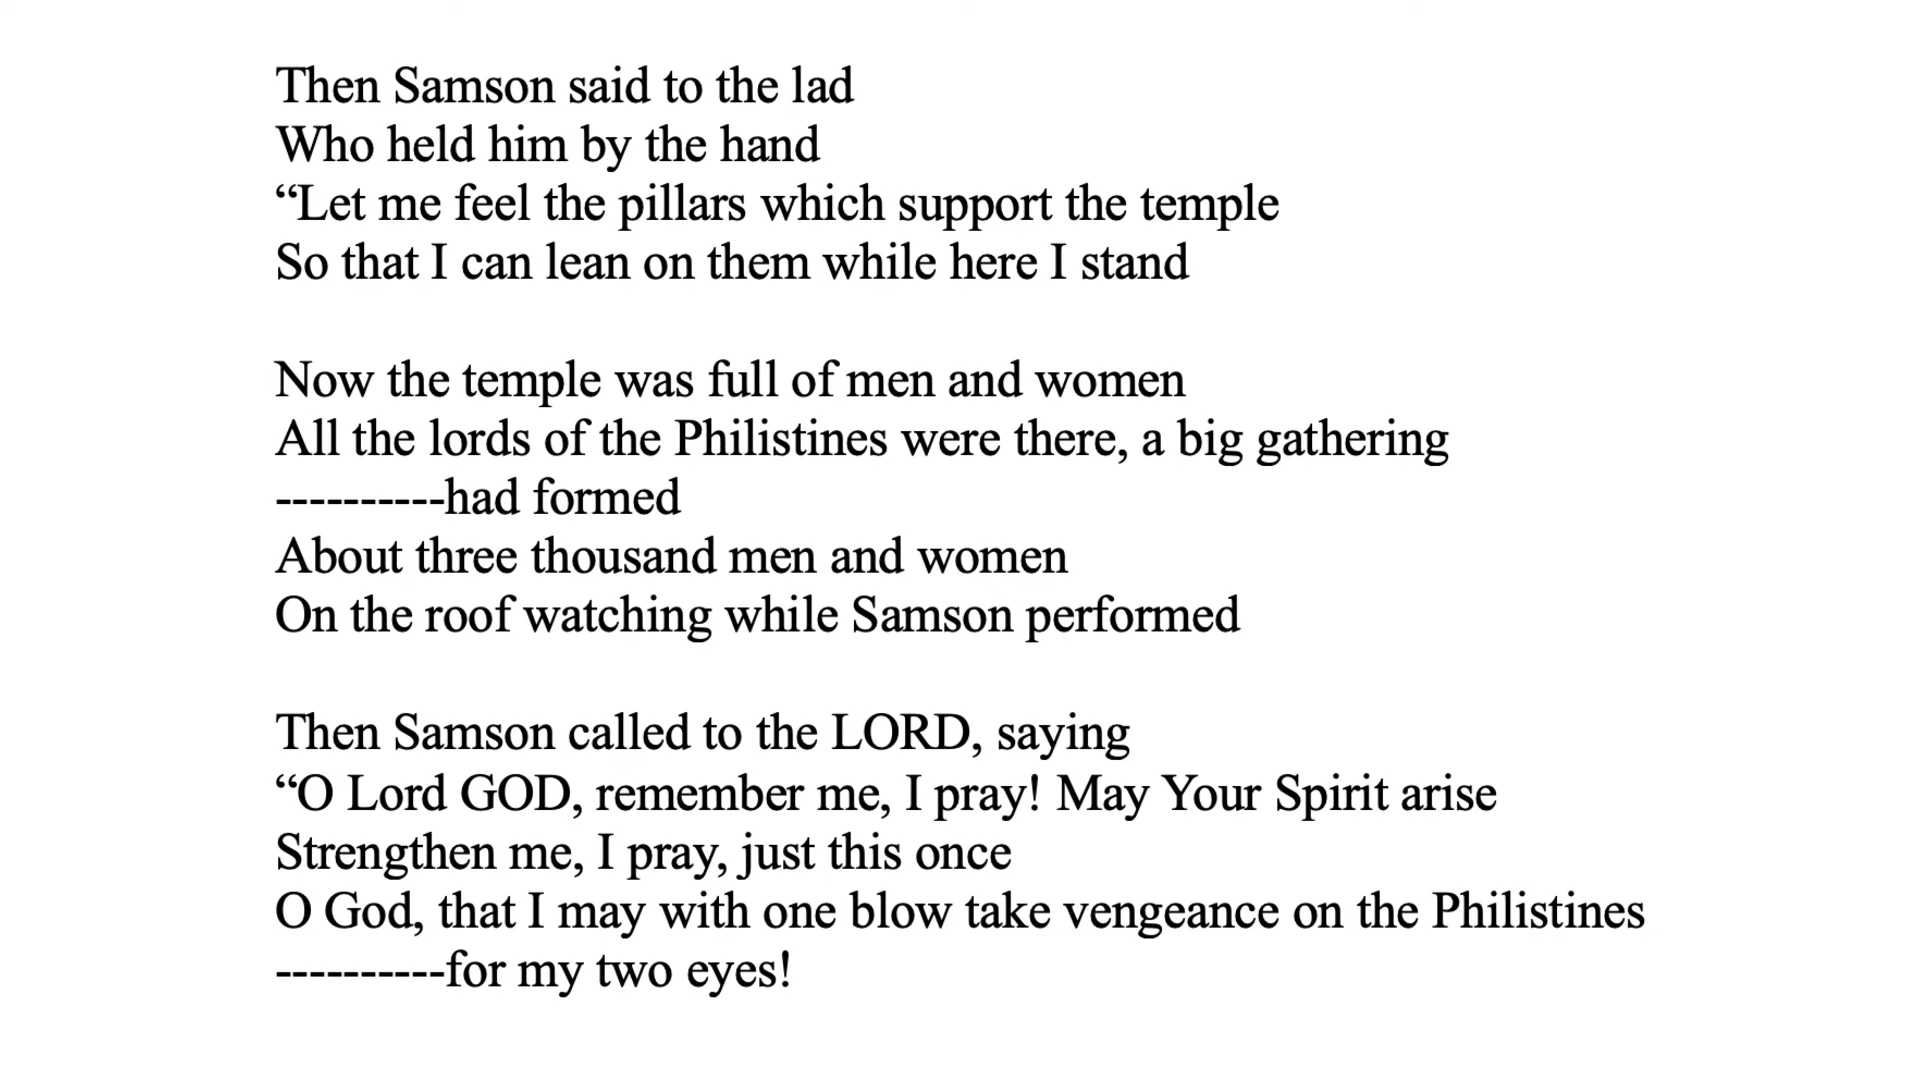 Then Samson said to the lad
Who held him by the hand
“Let me feel the pillars which support the temple
So that I can lean on them while here I stand
Now the temple was full of men and women
All the lords of the Philistines were there, a big gathering
----------had formed
About three thousand men and women
On the roof watching while Samson performed
Then Samson called to the LORD, saying
“O Lord GOD, remember me, I pray! May Your Spirit arise
Strengthen me, I pray, just this once
O God, that I may with one blow take vengeance on the Philistines
----------for my two eyes!